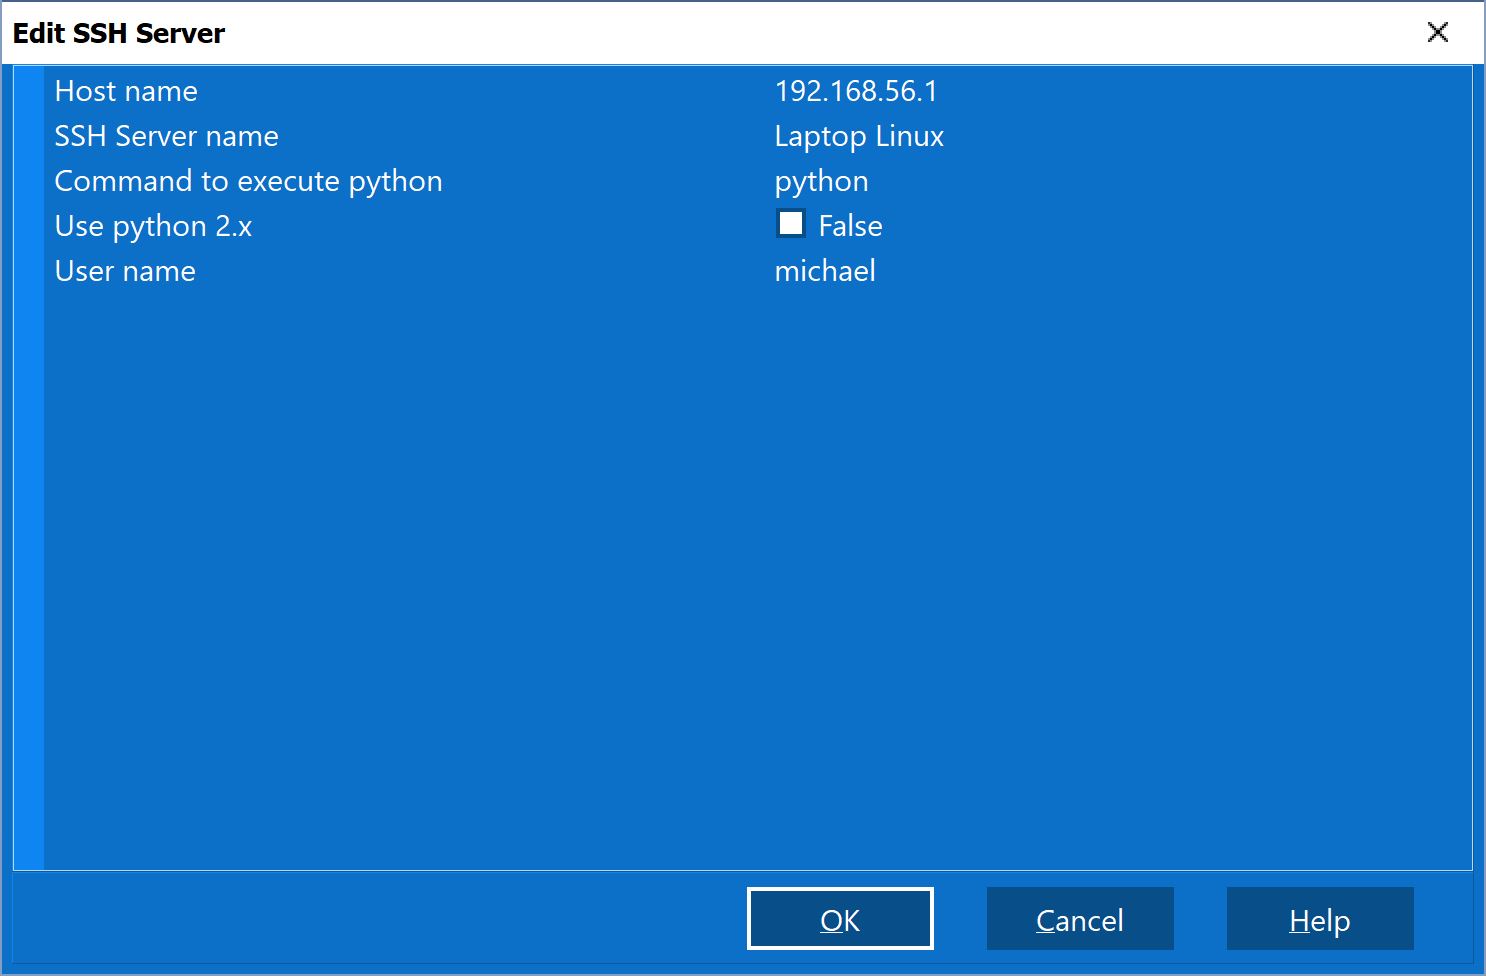 Edit SSH Server
Host name 192.168.56.1
SSH Server name Laptop Linux
Command to execute python python
Use python 2.x False
User name michael
OK Cancel Help